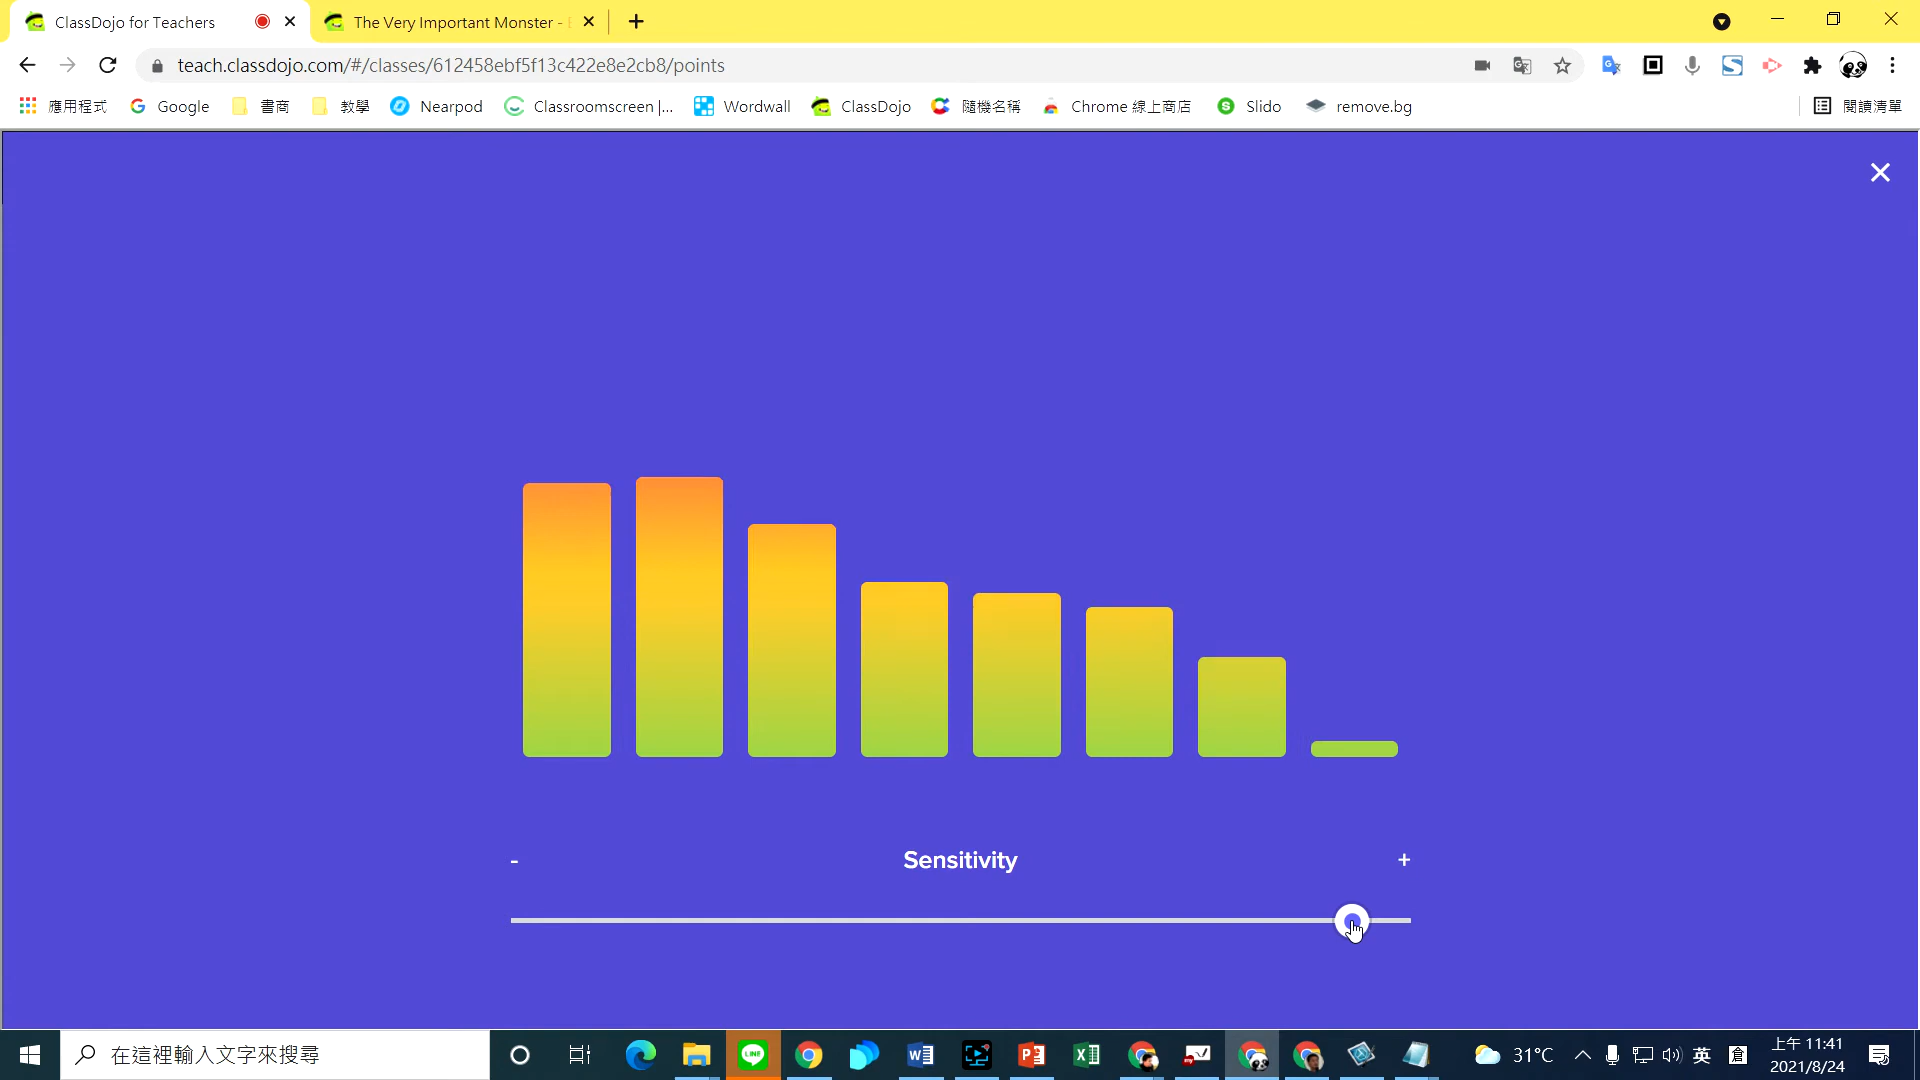 ClassDojo for Teachers
The Very Important Monster -
teach.classdojo.com/#/classes/612458ebf5f13c422e8e2cb8/points
應用程式 Google 書商 教學 Nearpod Classroomscreen |... Wordwall ClassDojo 隨機名稱 Chrome 線上商店 Slido remove.bg 閱讀清單
- Sensitivity +
在這裡輸入文字來搜尋
LINE
31°C
英
倉
上午 11:41
2021/8/24